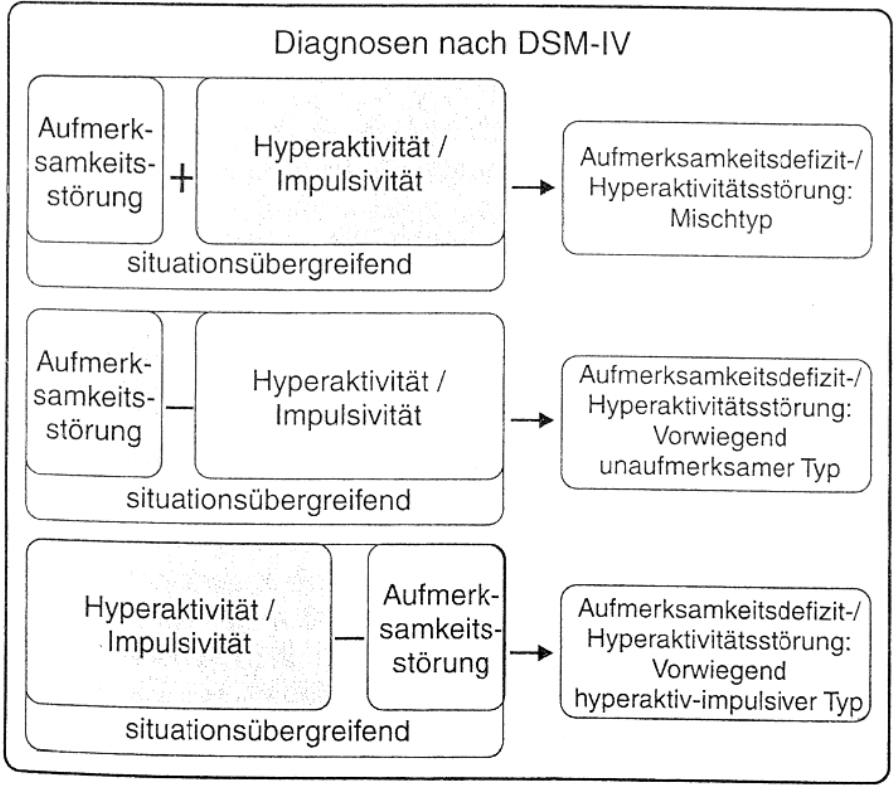 Diagnosen nach DSM-IV
Aufmerk-
samkeits-
störung
+
Hyperaktivität /
Impulsivität
situationsübergreifend
Aufmerksamkeitsdefizit-/
Hyperaktivitätsstörung:
Mischtyp
Aufmerk-
samkeits-
störung
–
Hyperaktivität /
Impulsivität
situationsübergreifend
Aufmerksamkeitsdefizit-/
Hyperaktivitätsstörung:
Vorwiegend
unaufmerksamer Typ
Hyperaktivität /
Impulsivität
–
Aufmerk-
samkeits-
störung
situationsübergreifend
Aufmerksamkeitsdefizit-/
Hyperaktivitätsstörung:
Vorwiegend
hyperaktiv-impulsiver Typ